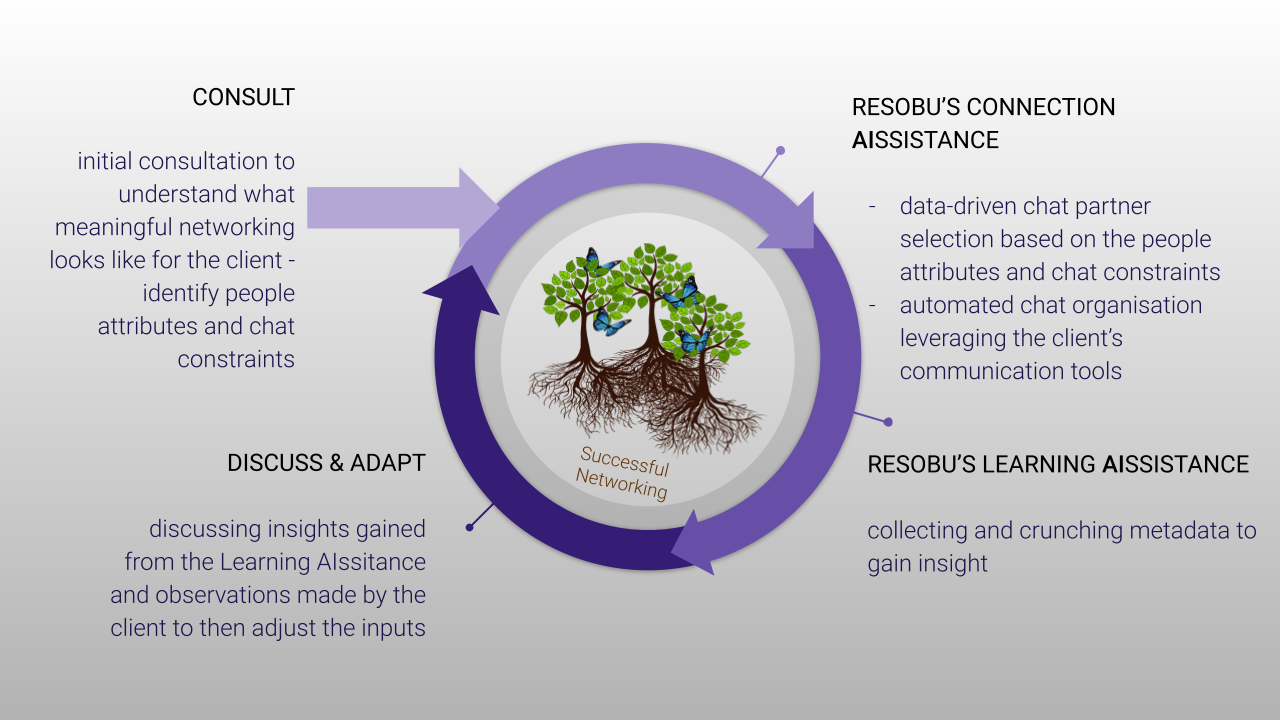 CONSULT
initial consultation to
understand what
meaningful networking
looks like for the client -
identify people
attributes and chat
constraints
RESOBU’S CONNECTION
AISSISTANCE
- data-driven chat partner
selection based on the people
attributes and chat constraints
- automated chat organisation
leveraging the client’s
communication tools
Successful
Networking
DISCUSS & ADAPT
discussing insights gained
from the Learning AIssitance
and observations made by the
client to then adjust the inputs
RESOBU’S LEARNING AISSISTANCE
collecting and crunching metadata to
gain insight